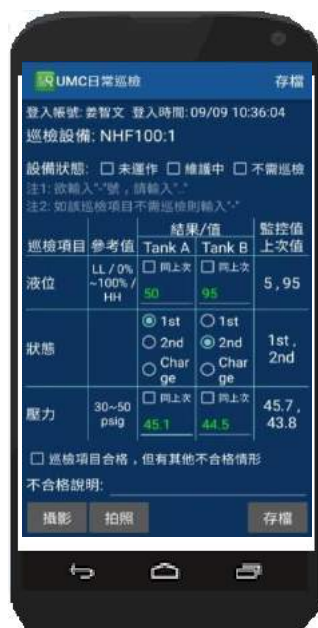 UMC日常巡檢 存檔
登入帳號: 姜智文 登入時間: 09/09 10:36:04
巡檢設備: NHF100:1
設備狀態: 未運作 維護中 不需巡檢
注1: 欲輸入"-"號，請輸入".."
注2: 如該巡檢項目不需巡檢則輸入"-"
結果/值 監控值
巡檢項目 參考值 Tank A Tank B 上次值
液位 LL / 0% ~100% / HH 同上次 50 同上次 95 5 , 95
狀態 1st 2nd Charge 1st 2nd Charge 1st , 2nd
壓力 30~50 psig 同上次 45.1 同上次 44.5 45.7 , 43.8
巡檢項目合格，但有其他不合格情形
不合格說明:
攝影 拍照 存檔